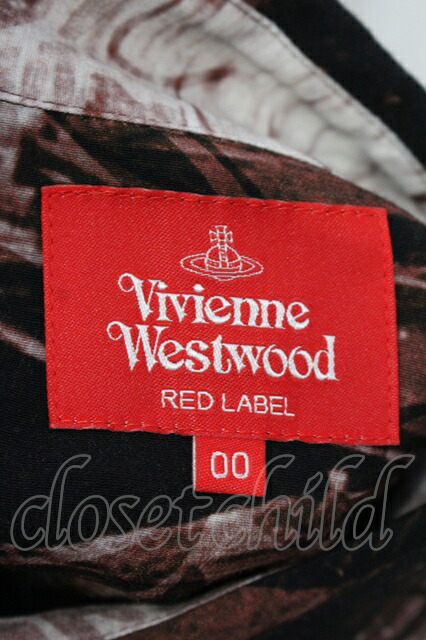 Vivienne
Westwood
RED LABEL
00
closetchild